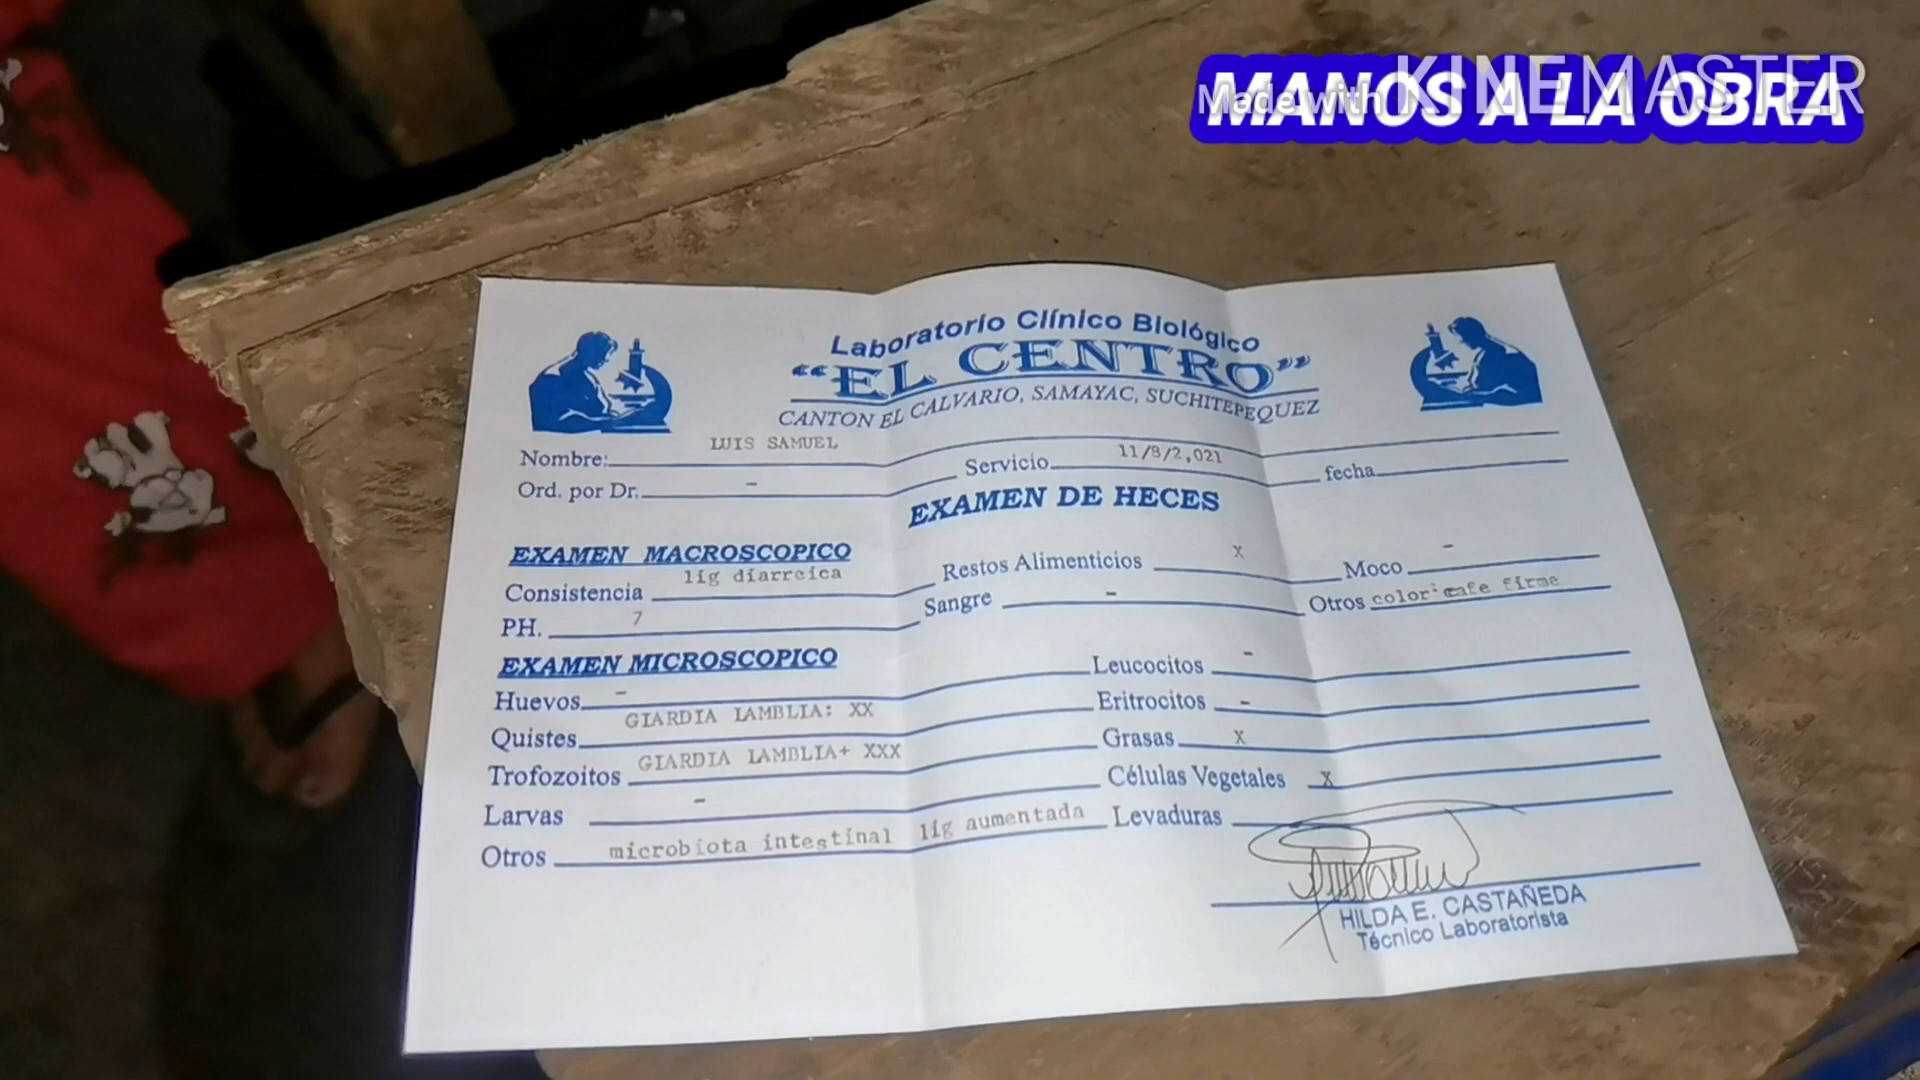 MANOS A LA OBRA
Made with KINEMASTER
Laboratorio Clínico Biológico
“EL CENTRO”
CANTON EL CALVARIO, SAMAYAC, SUCHITEPEQUEZ
Nombre: LUIS SAMUEL Servicio 11/8/2,021 fecha
Ord. por Dr. -
EXAMEN DE HECES
EXAMEN MACROSCOPICO
Consistencia lig diarreica Restos Alimenticios X Moco -
PH. 7 Sangre - Otros color: cafe firme
EXAMEN MICROSCOPICO
Huevos - Leucocitos -
Quistes GIARDIA LAMBLIA: XX Eritrocitos -
Trofozoitos GIARDIA LAMBLIA+ XXX Grasas X
Larvas - Células Vegetales X
Otros microbiota intestinal lig aumentada Levaduras
HILDA E. CASTAÑEDA
Técnico Laboratorista